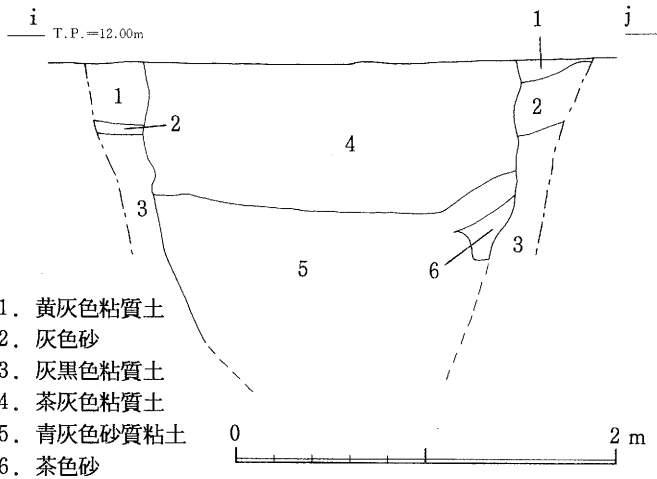 i
j
T.P.=12.00m
1
1
2
2
4
3
3
5
6
1. 黄灰色粘質土
2. 灰色砂
3. 灰黒色粘質土
4. 茶灰色粘質土
5. 青灰色砂質粘土
6. 茶色砂
0
2 m